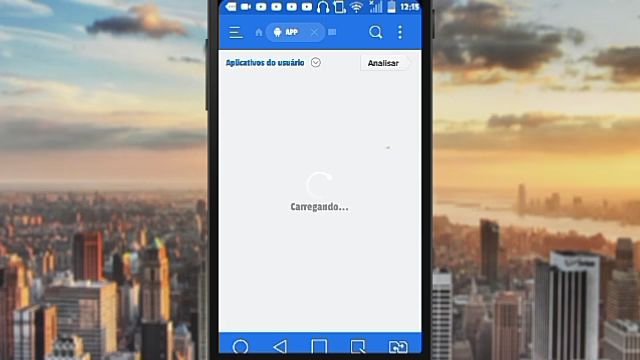 12:15
APP
Aplicativos do usuário
Analisar
Carregando...